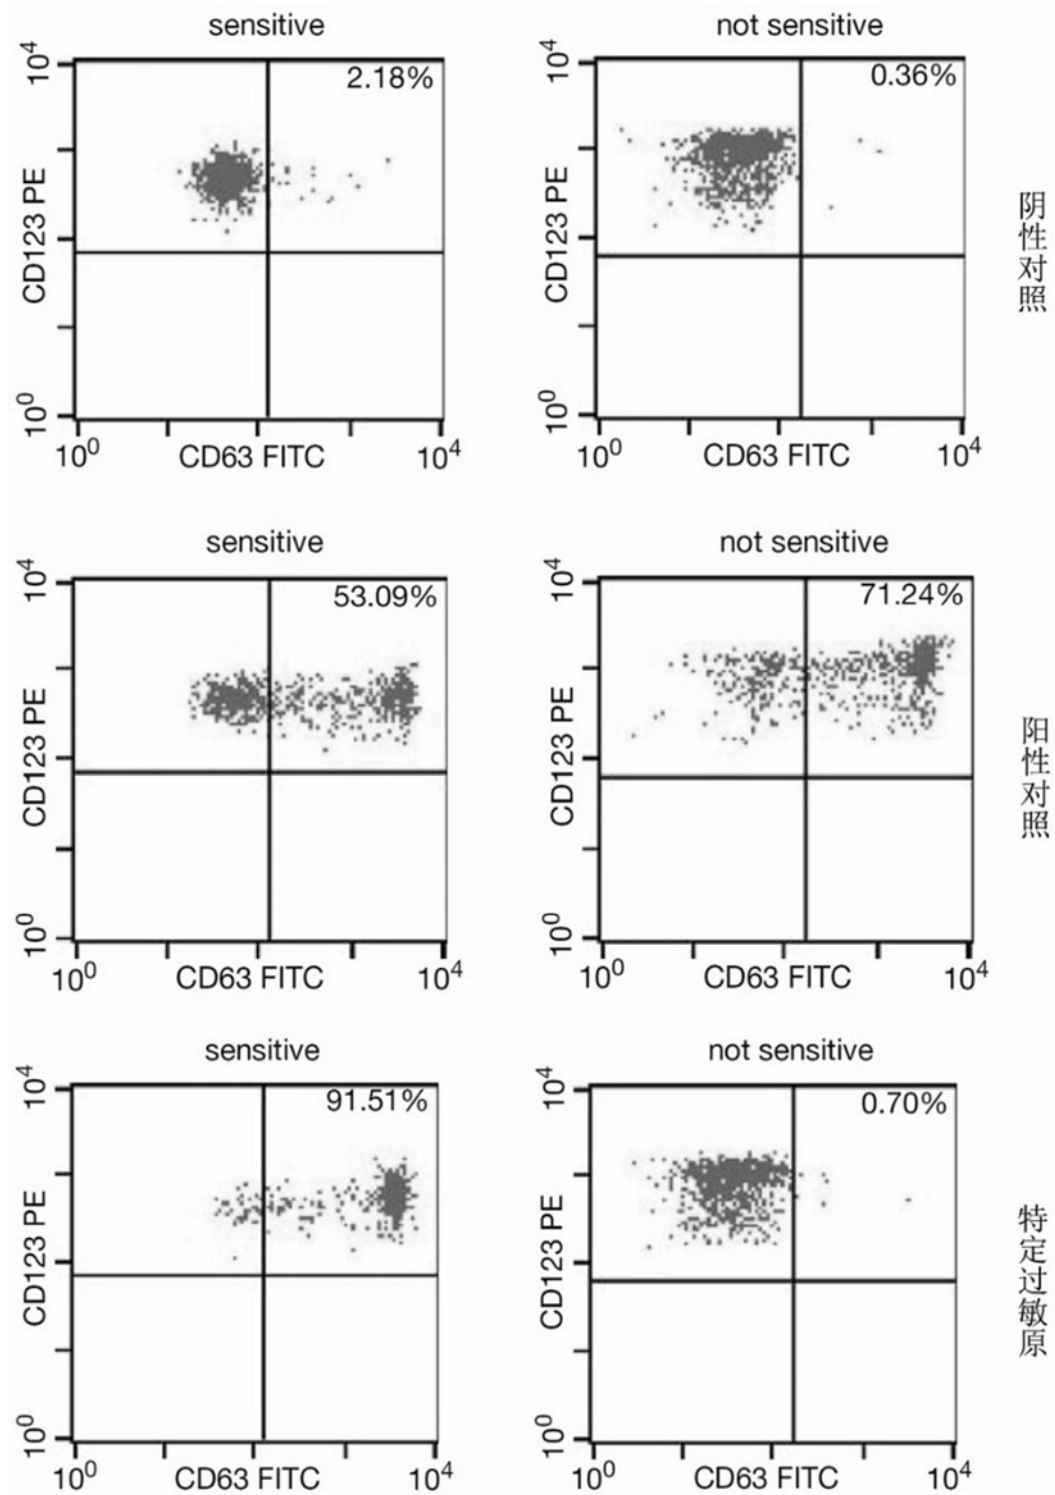 sensitive
not sensitive
10⁴
2.18%
10⁴
0.36%
CD123 PE
CD123 PE
阴性对照
10⁰
10⁰
10⁰
CD63 FITC
10⁴
10⁰
CD63 FITC
10⁴
sensitive
not sensitive
10⁴
53.09%
10⁴
71.24%
CD123 PE
CD123 PE
阳性对照
10⁰
10⁰
10⁰
CD63 FITC
10⁴
10⁰
CD63 FITC
10⁴
sensitive
not sensitive
10⁴
91.51%
10⁴
0.70%
CD123 PE
CD123 PE
特定过敏原
10⁰
10⁰
10⁰
CD63 FITC
10⁴
10⁰
CD63 FITC
10⁴